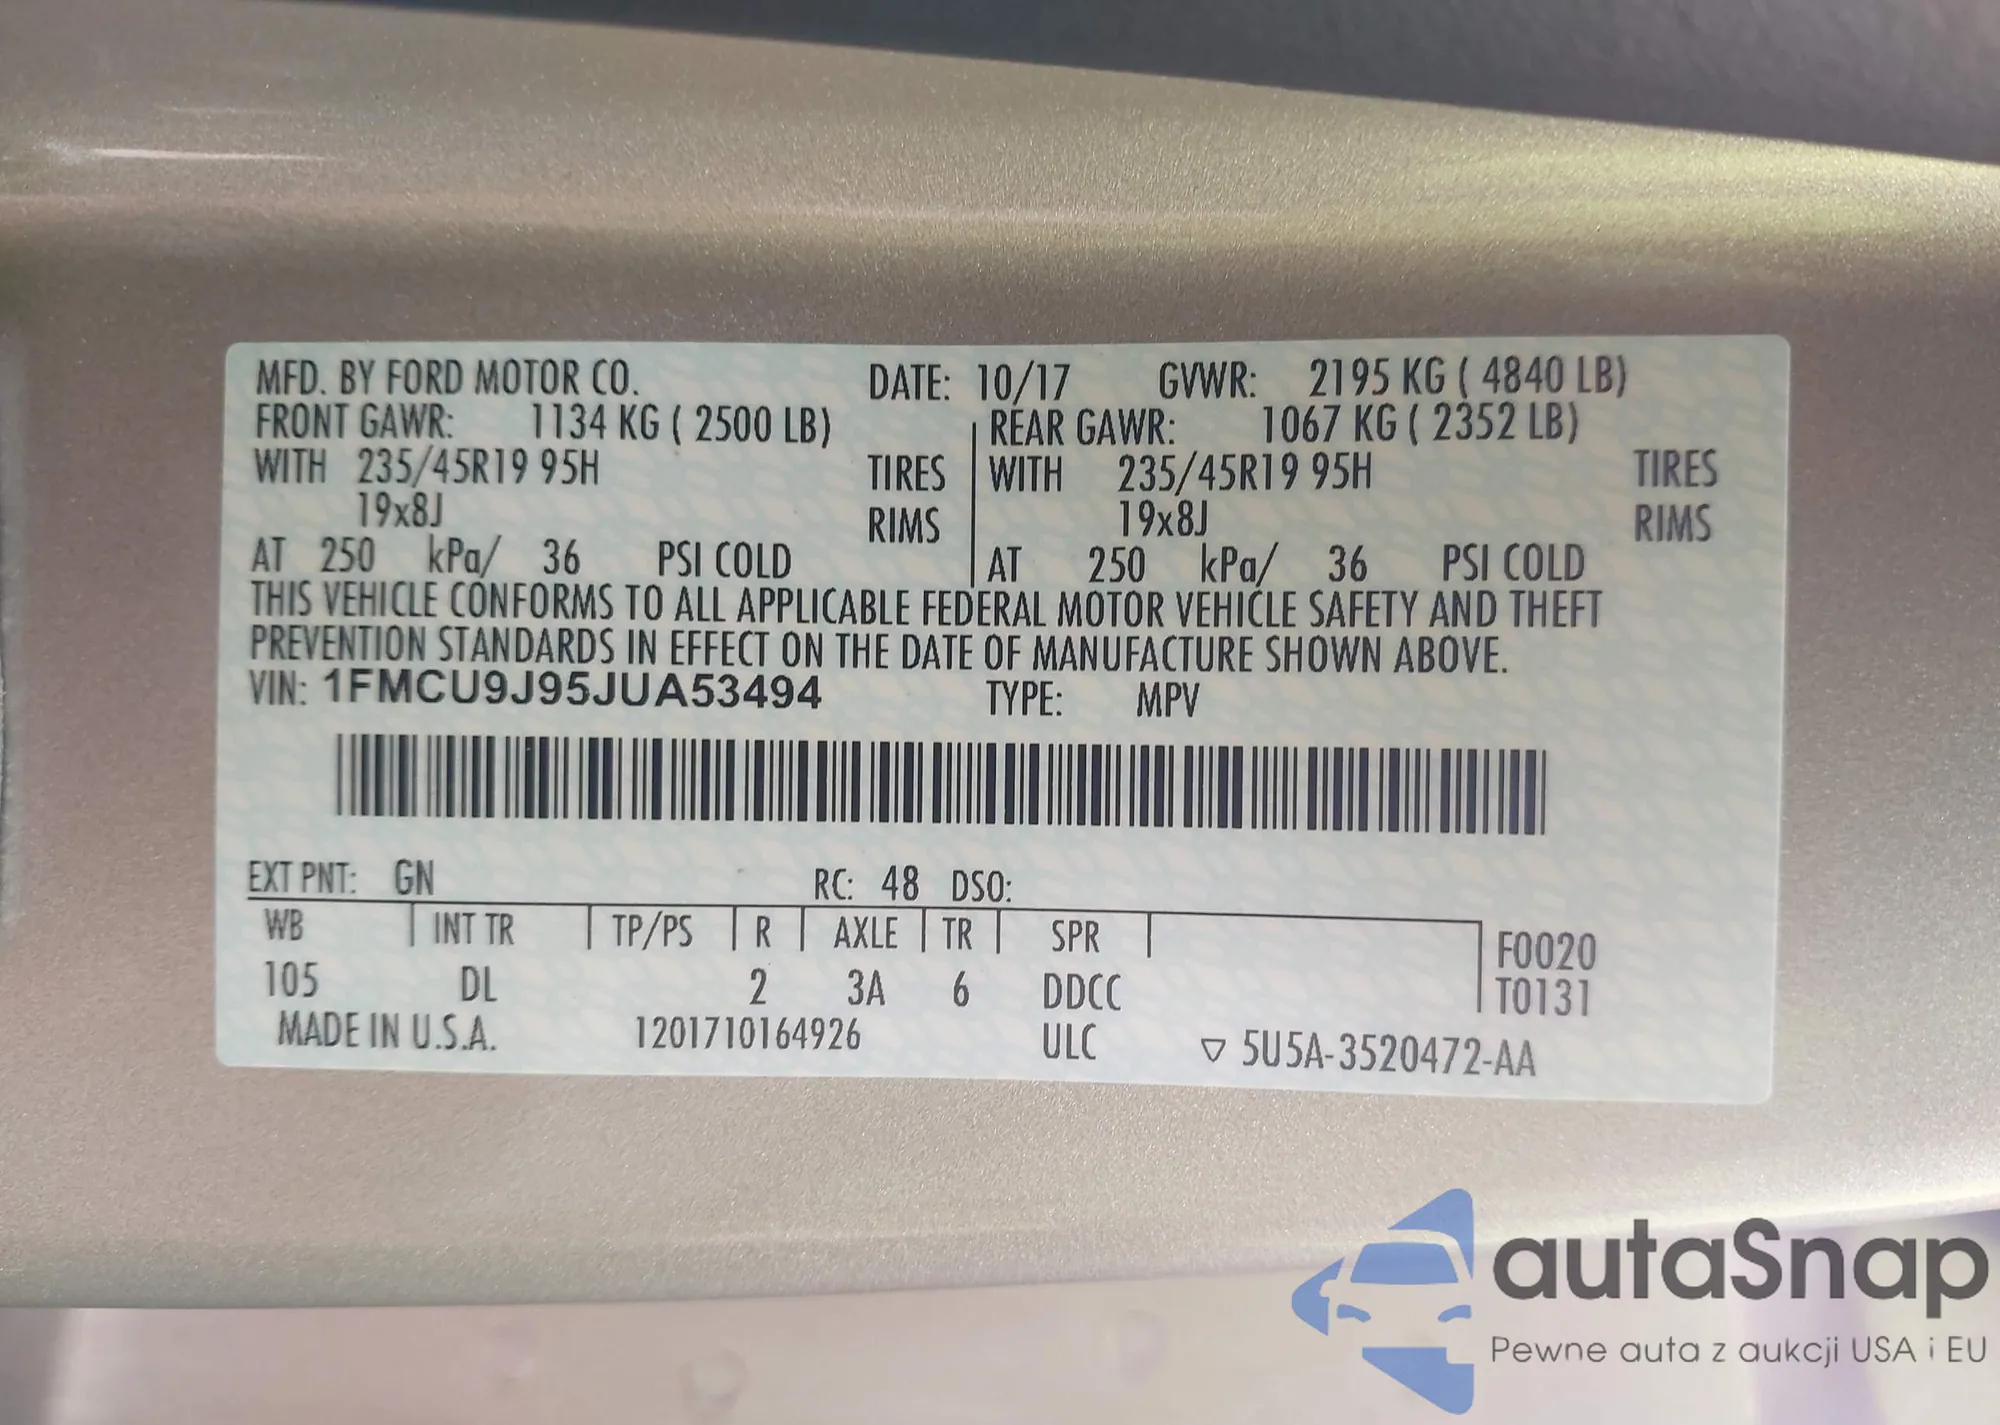 MFD. BY FORD MOTOR CO. DATE: 10/17 GVWR: 2195 KG ( 4840 LB)
FRONT GAWR: 1134 KG ( 2500 LB) REAR GAWR: 1067 KG ( 2352 LB)
WITH 235/45R19 95H TIRES WITH 235/45R19 95H TIRES
19x8J RIMS 19x8J RIMS
AT 250 kPa/ 36 PSI COLD AT 250 kPa/ 36 PSI COLD
THIS VEHICLE CONFORMS TO ALL APPLICABLE FEDERAL MOTOR VEHICLE SAFETY AND THEFT
PREVENTION STANDARDS IN EFFECT ON THE DATE OF MANUFACTURE SHOWN ABOVE.
VIN: 1FMCU9J95JUA53494 TYPE: MPV
EXT PNT: GN RC: 48 DSO:
WB INT TR TP/PS R AXLE TR SPR F0020
105 DL 2 3A 6 DDCC T0131
MADE IN U.S.A. 1201710164926 ULC ▽ 5U5A-3520472-AA
autaSnap
Pewne auta z aukcji USA i EU